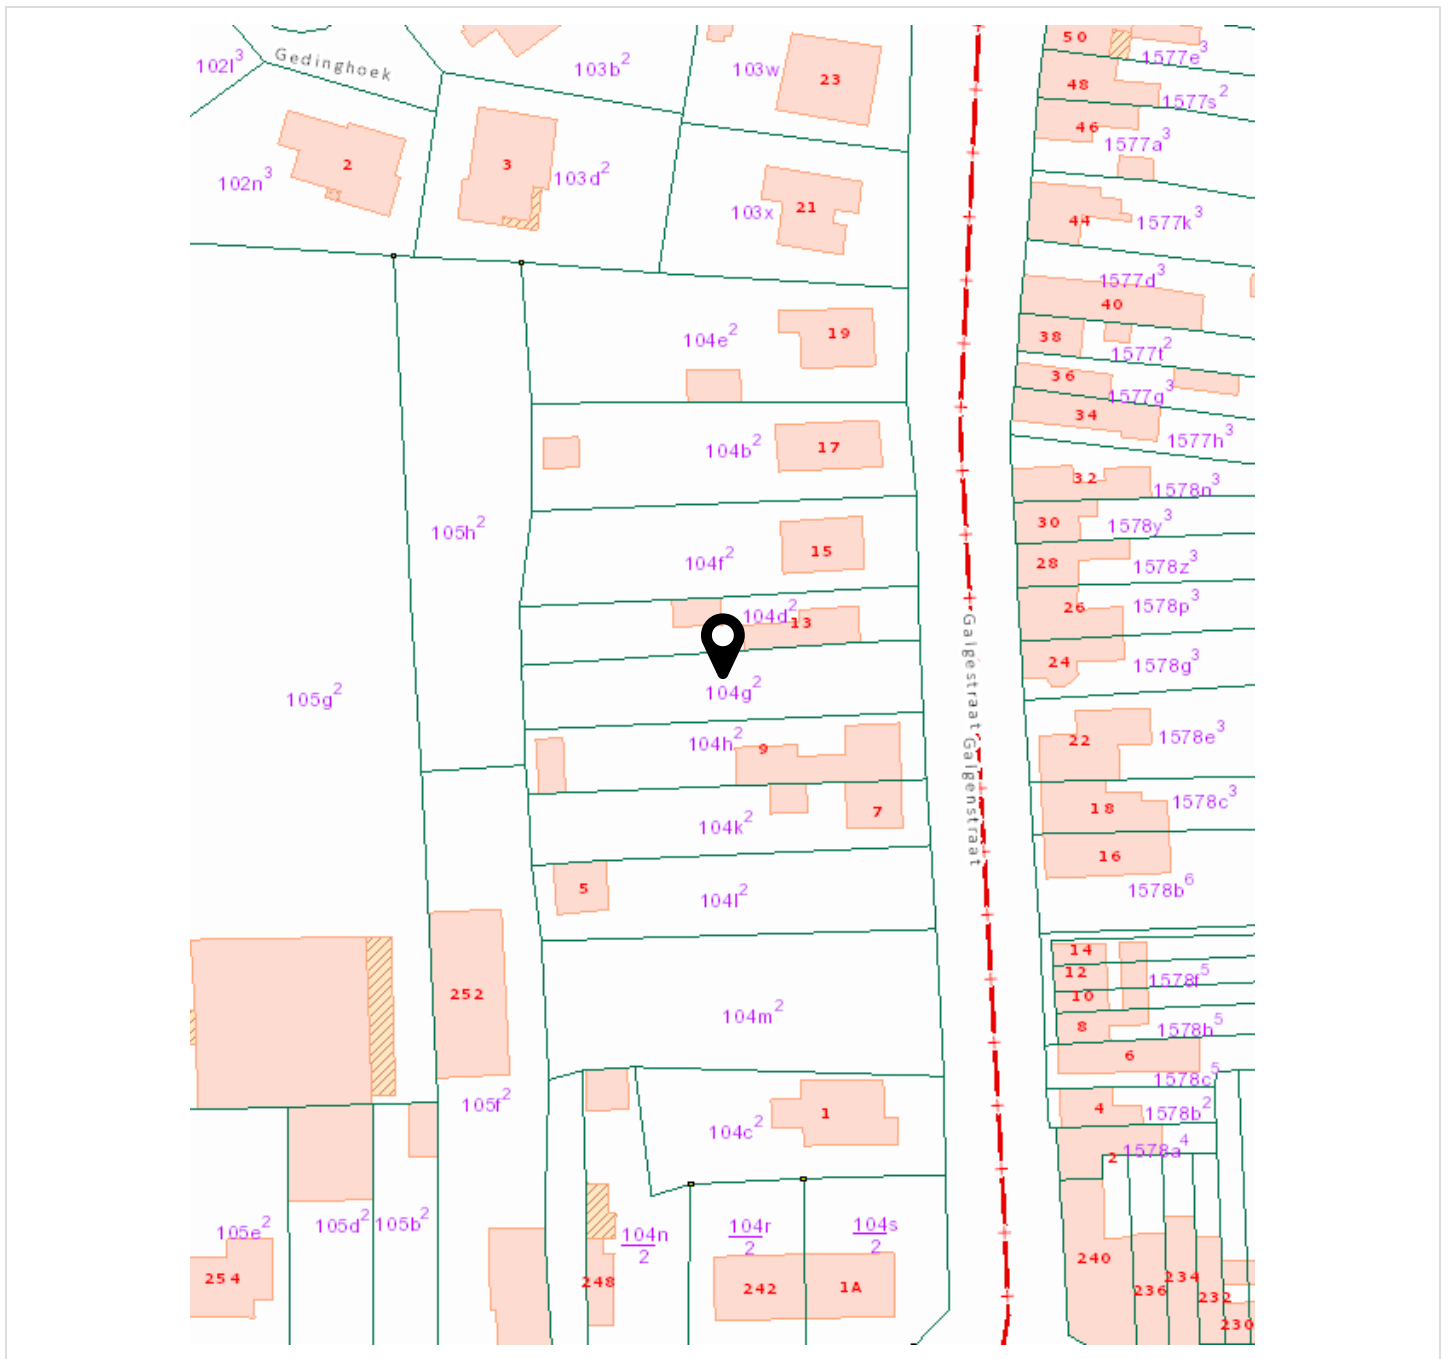 50
1577e³
Gedinghoek
102l³
103b²
103w
23
48
1577s²
46
1577a³
2
3
103d²
102n³
103x
21
44
1577k³
1577d³
40
19
38
104e²
1577t²
36
1577g³
34
1577h³
104b²
17
32
1578n³
105h²
30
1578y³
15
104f²
28
1578z³
26
1578p³
104d²
13
24
1578g³
Galgestraat Galgenstraat
105g²
104g²
104h²
9
22
1578e³
7
18
1578c³
104k²
16
5
104l²
1578b⁶
14
12
1578f⁵
252
10
104m²
8
1578h⁵
6
1578c⁵
105f²
4
1578b²
1
104c²
1578a⁴
2
105e²
105d²
105b²
104n/2
104r/2
104s/2
254
248
242
1A
240
236
234
232
230